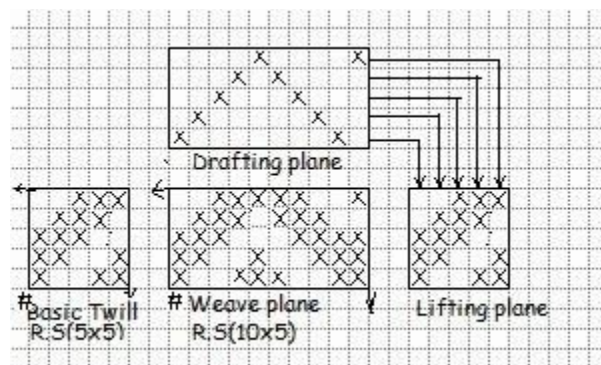 Drafting plane
# Basic Twill
R.S(5x5)
# Weave plane
R.S(10x5)
Lifting plane